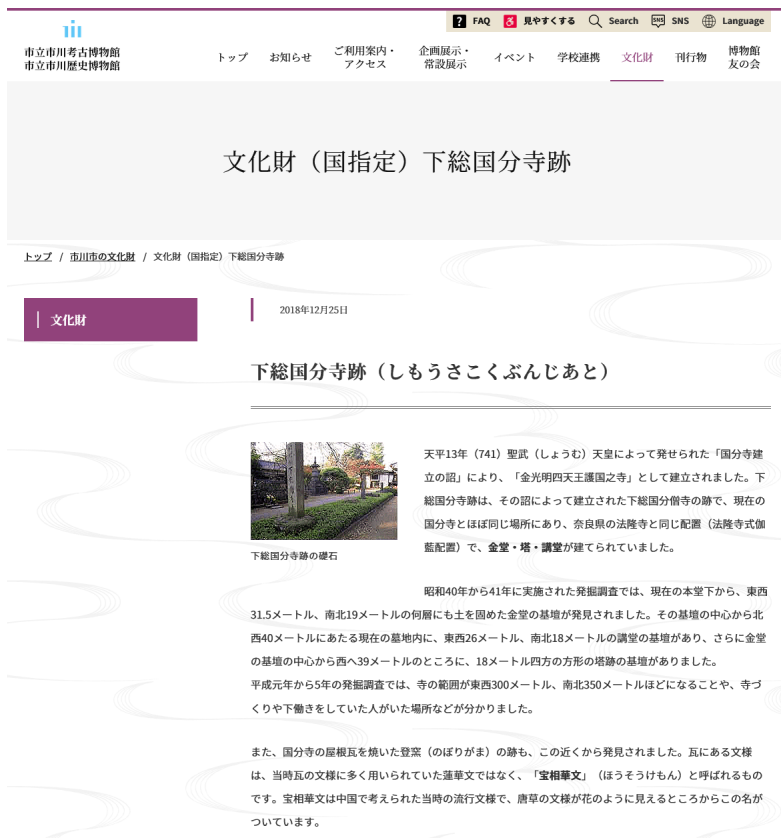 FAQ 見やすくする Search SNS Language
市立市川考古博物館
市立市川歴史博物館
トップ お知らせ ご利用案内・アクセス 企画展示・常設展示 イベント 学校連携 文化財 刊行物 博物館友の会
文化財（国指定）下総国分寺跡
トップ / 市川市の文化財 / 文化財（国指定）下総国分寺跡
文化財
2018年12月25日
下総国分寺跡（しもうさこくぶんじあと）
天平13年（741）聖武（しょうむ）天皇によって発せられた「国分寺建
立の詔」により、「金光明四天王護国之寺」として建立されました。下
総国分寺跡は、その詔によって建立された下総国分僧寺の跡で、現在の
国分寺とほぼ同じ場所にあり、奈良県の法隆寺と同じ配置（法隆寺式伽
藍配置）で、金堂・塔・講堂が建てられていました。
下総国分寺跡の礎石
昭和40年から41年に実施された発掘調査では、現在の本堂下から、東西
31.5メートル、南北19メートルの何層にも土を固めた金堂の基壇が発見されました。その基壇の中心から北
西40メートルにあたる現在の墓地内に、東西26メートル、南北18メートルの講堂の基壇があり、さらに金堂
の基壇の中心から西へ39メートルのところに、18メートル四方の方形の塔跡の基壇がありました。
平成元年から5年の発掘調査では、寺の範囲が東西300メートル、南北350メートルほどになることや、寺づ
くりや下働きをしていた人がいた場所などが分かりました。
また、国分寺の屋根瓦を焼いた登窯（のぼりがま）の跡も、この近くから発見されました。瓦にある文様
は、当時瓦の文様に多く用いられていた蓮華文ではなく、「宝相華文」（ほうそうけもん）と呼ばれるもの
です。宝相華文は中国で考えられた当時の流行文様で、唐草の文様が花のように見えるところからこの名が
ついています。